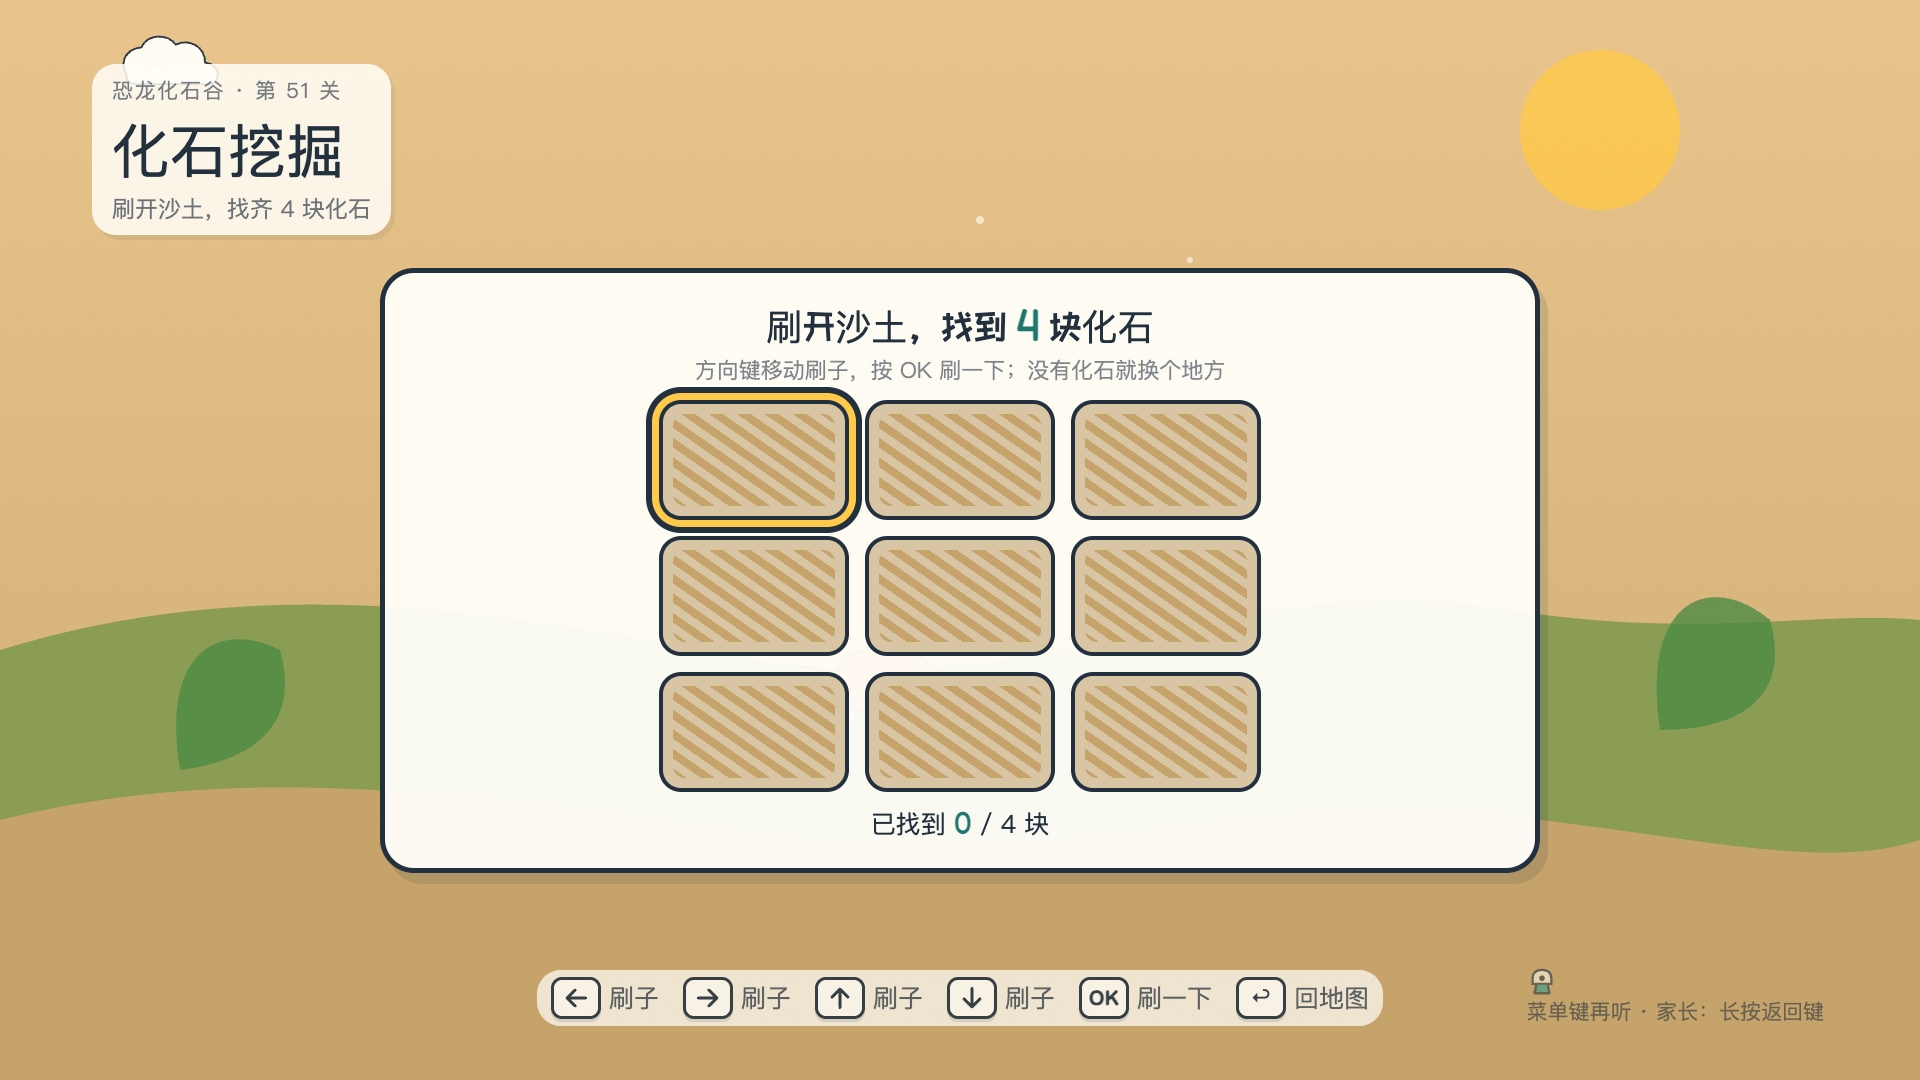 恐龙化石谷 · 第 51 关
化石挖掘
刷开沙土，找齐 4 块化石
刷开沙土，找到 4 块化石
方向键移动刷子，按 OK 刷一下；没有化石就换个地方
已找到 0 / 4 块
← 刷子 → 刷子 ↑ 刷子 ↓ 刷子 OK 刷一下 ↩ 回地图
菜单键再听 · 家长：长按返回键